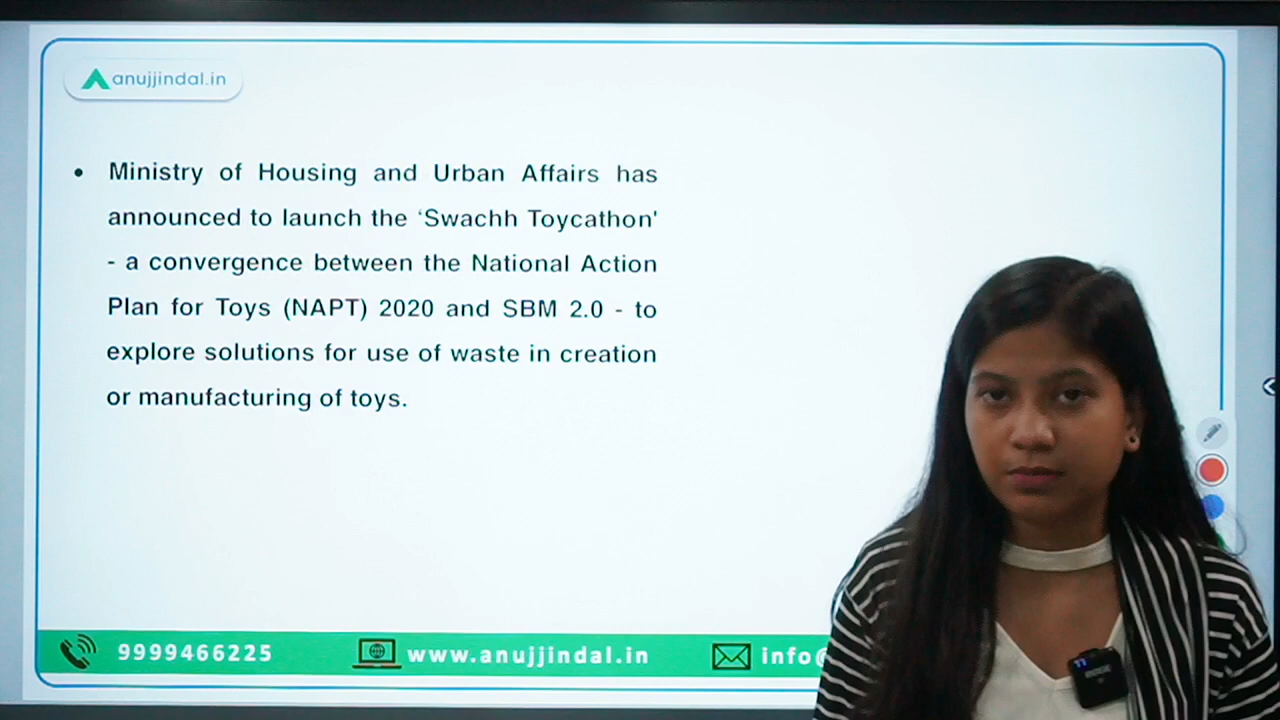 anujjindal.in
• Ministry of Housing and Urban Affairs has
announced to launch the ‘Swachh Toycathon'
- a convergence between the National Action
Plan for Toys (NAPT) 2020 and SBM 2.0 - to
explore solutions for use of waste in creation
or manufacturing of toys.
9999466225 www.anujjindal.in info@